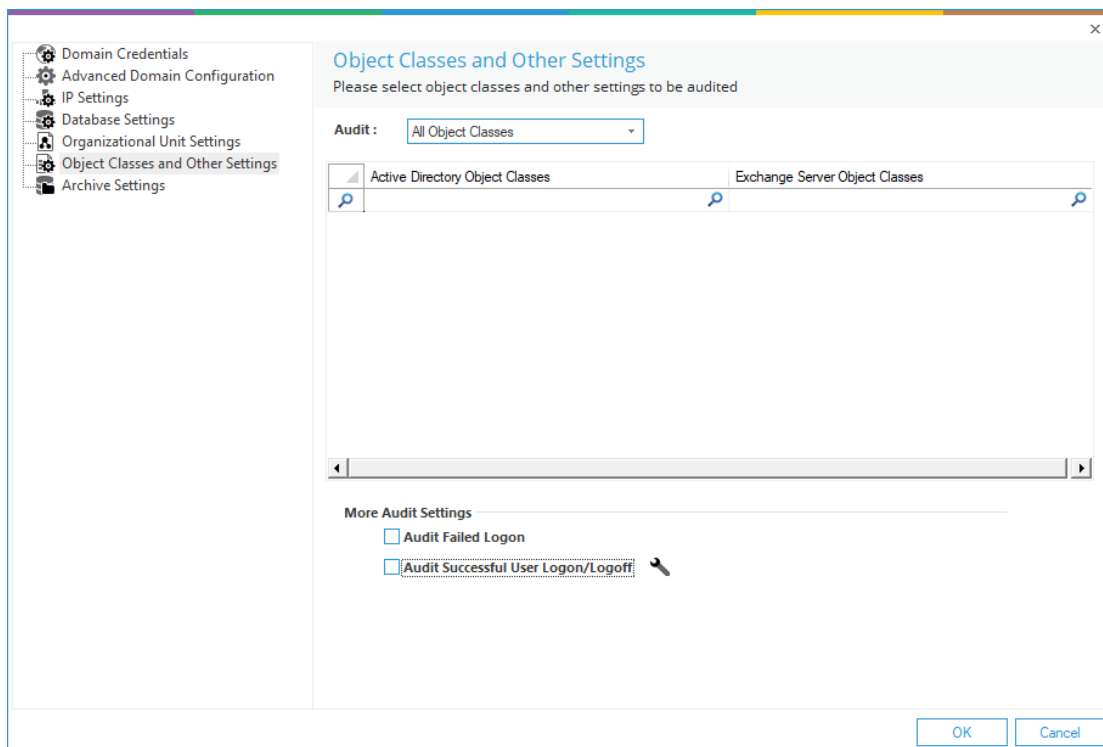 Domain Credentials
Advanced Domain Configuration
IP Settings
Database Settings
Organizational Unit Settings
Object Classes and Other Settings
Archive Settings
Object Classes and Other Settings
Please select object classes and other settings to be audited
Audit :
All Object Classes
Active Directory Object Classes
Exchange Server Object Classes
More Audit Settings
Audit Failed Logon
Audit Successful User Logon/Logoff
OK
Cancel